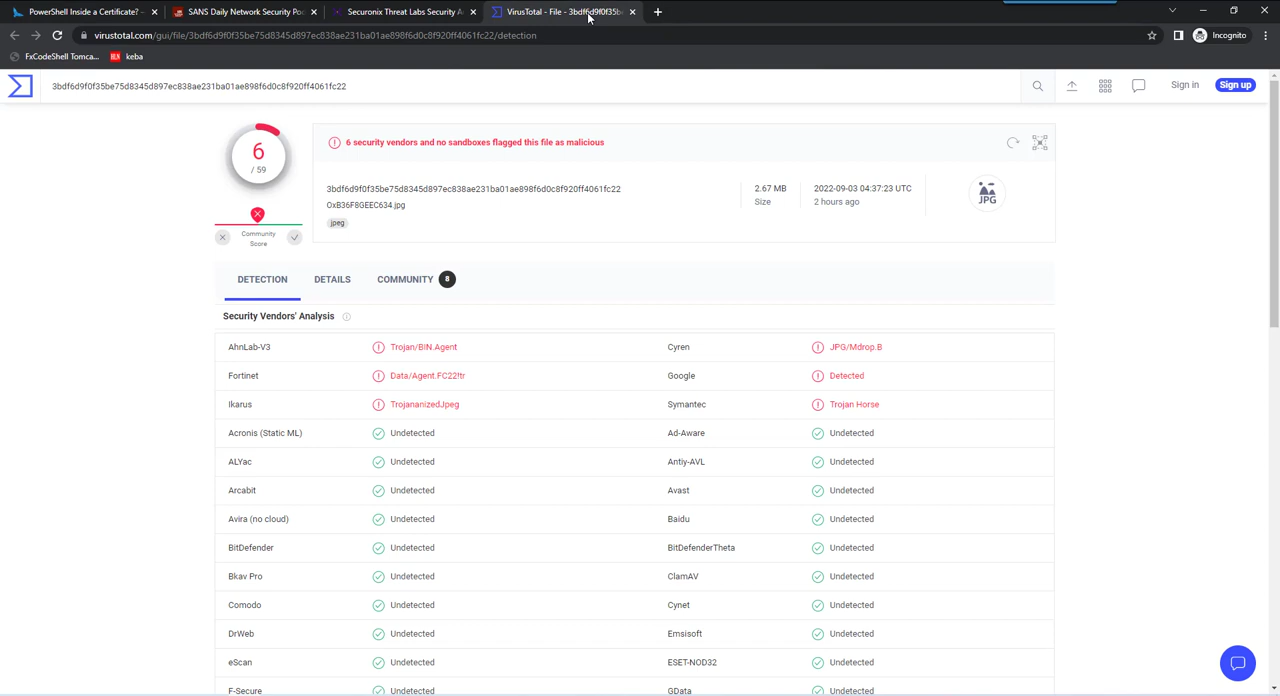 PowerShell Inside a Certificate? -
SANS Daily Network Security Po
Securonix Threat Labs Security A
VirusTotal - File - 3bdf6d9f0f35b
virustotal.com/gui/file/3bdf6d9f0f35be75d8345d897ec838ae231ba01ae898f6d0c8f920ff4061fc22/detection
Incognito
FxCodeShell Tomca...
keba
3bdf6d9f0f35be75d8345d897ec838ae231ba01ae898f6d0c8f920ff4061fc22
Sign in
Sign up
6
/ 59
Community
Score
6 security vendors and no sandboxes flagged this file as malicious
3bdf6d9f0f35be75d8345d897ec838ae231ba01ae898f6d0c8f920ff4061fc22
OxB36F8GEEC634.jpg
jpeg
2.67 MB
Size
2022-09-03 04:37:23 UTC
2 hours ago
JPG
DETECTION
DETAILS
COMMUNITY 8
Security Vendors' Analysis
AhnLab-V3 Trojan/BIN.Agent Cyren JPG/Mdrop.B
Fortinet Data/Agent.FC22!tr Google Detected
Ikarus TrojananizedJpeg Symantec Trojan Horse
Acronis (Static ML) Undetected Ad-Aware Undetected
ALYac Undetected Antiy-AVL Undetected
Arcabit Undetected Avast Undetected
Avira (no cloud) Undetected Baidu Undetected
BitDefender Undetected BitDefenderTheta Undetected
Bkav Pro Undetected ClamAV Undetected
Comodo Undetected Cynet Undetected
DrWeb Undetected Emsisoft Undetected
eScan Undetected ESET-NOD32 Undetected
F-Secure Undetected GData Undetected